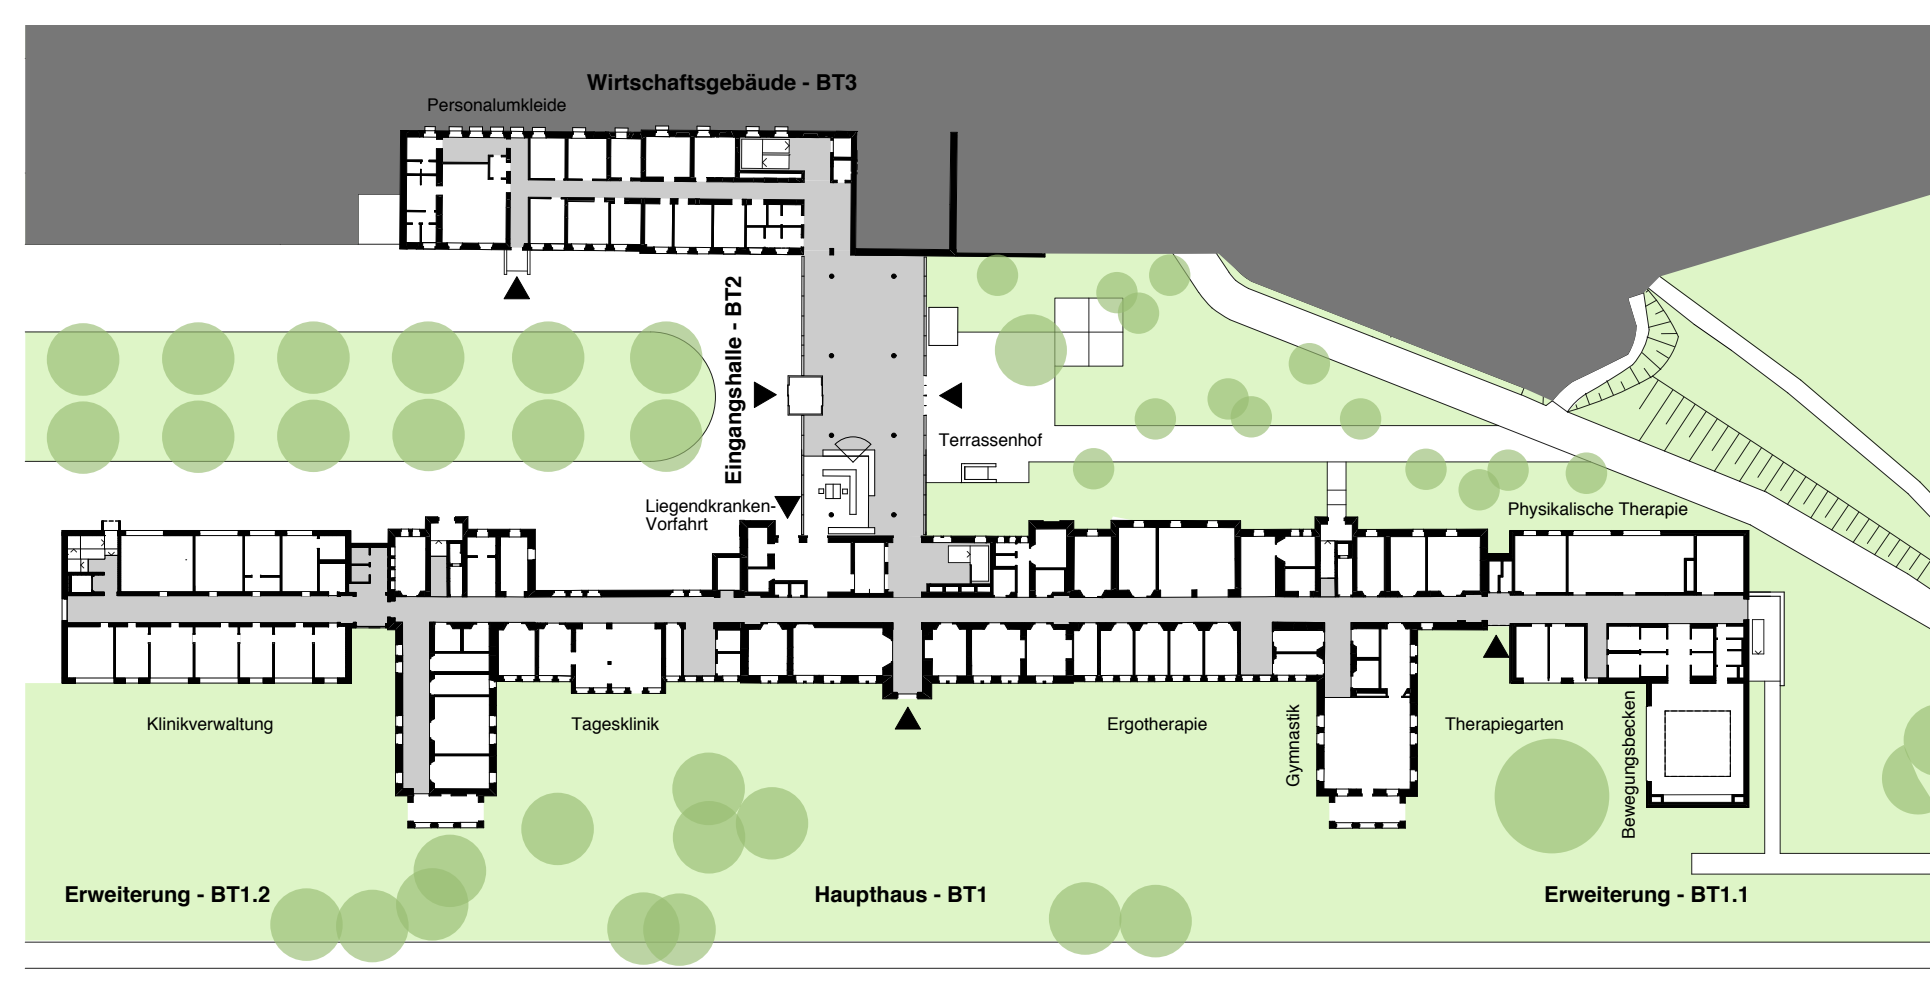 Wirtschaftsgebäude - BT3
Personalumkleide
Eingangshalle - BT2
Terrassenhof
Liegendkranken-
Vorfahrt
Physikalische Therapie
Klinikverwaltung
Tagesklinik
Ergotherapie
Gymnastik
Therapiegarten
Bewegungsbecken
Erweiterung - BT1.2
Haupthaus - BT1
Erweiterung - BT1.1